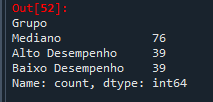 Out[52]:
Grupo
Mediano 76
Alto Desempenho 39
Baixo Desempenho 39
Name: count, dtype: int64